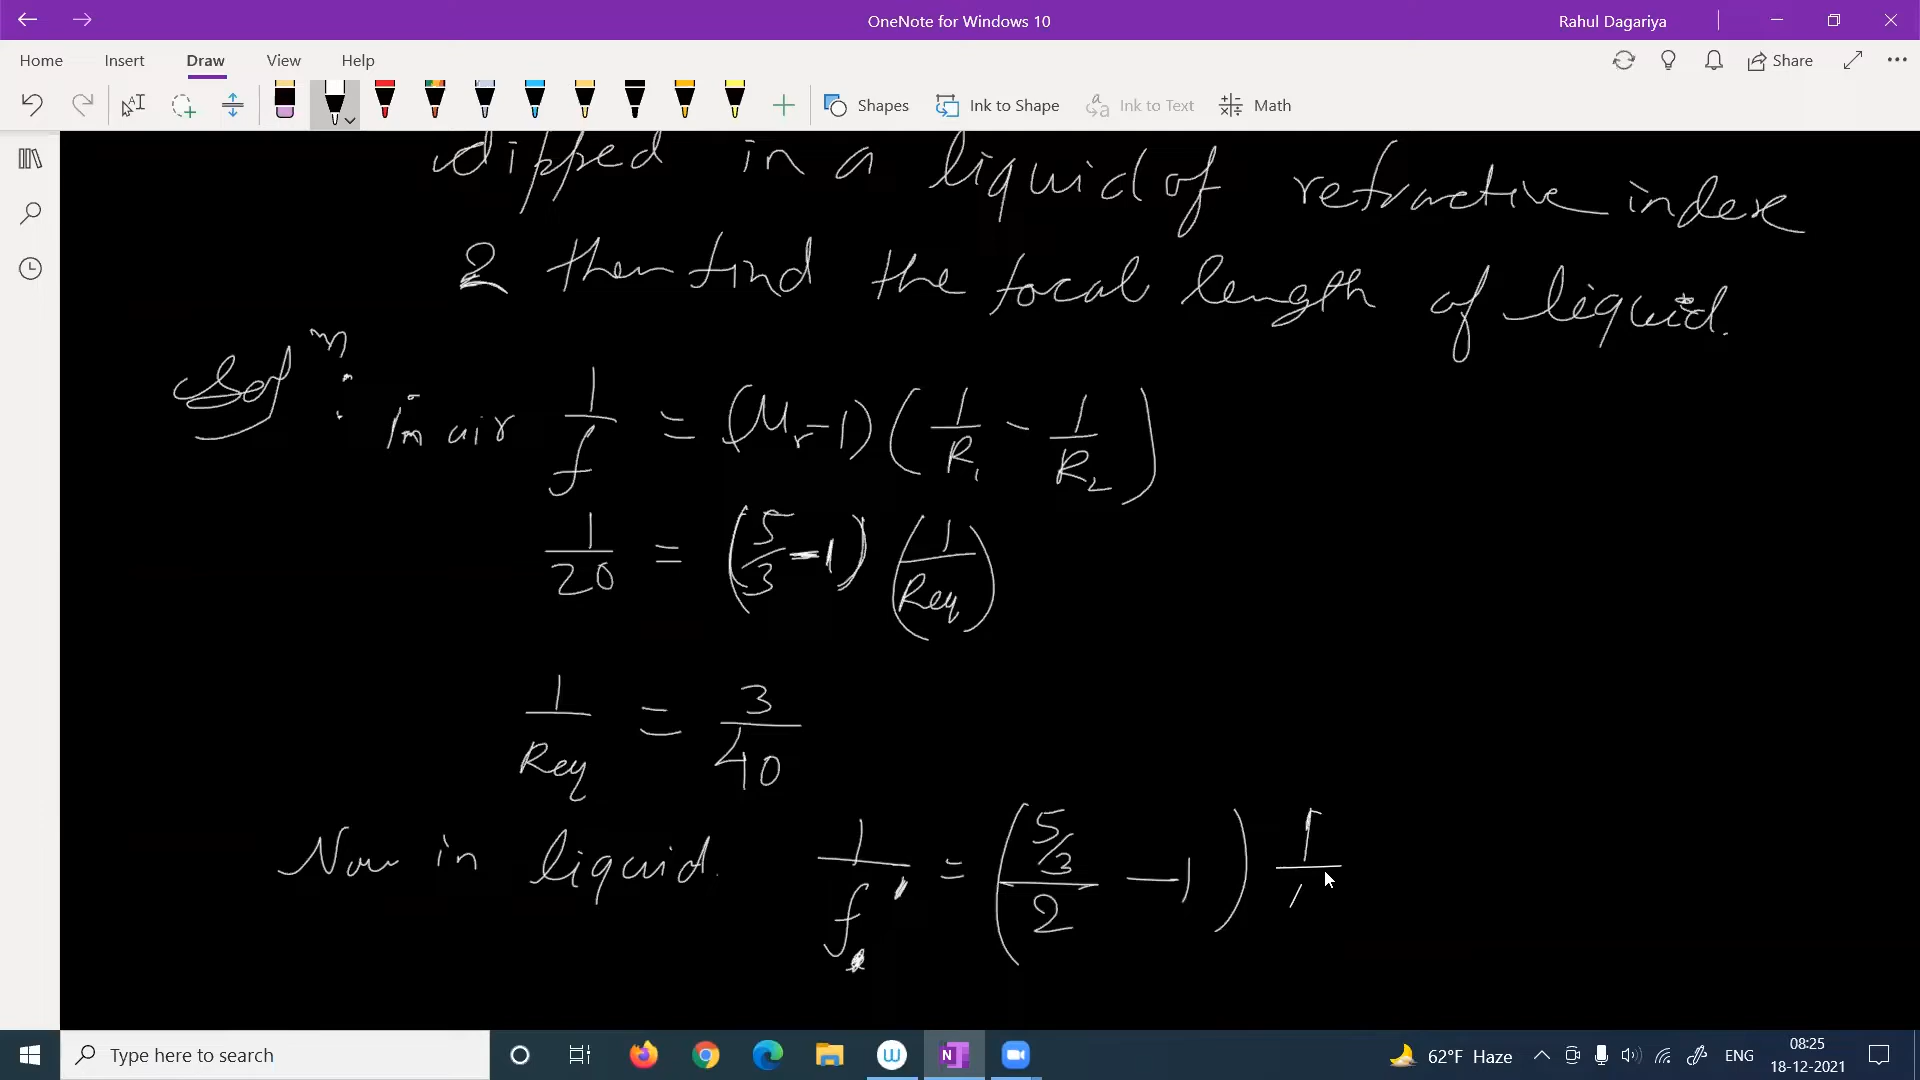 OneNote for Windows 10
Rahul Dagariya
Home Insert Draw View Help
Share
Shapes Ink to Shape Ink to Text Math
dipped in a liquid of refractive index
2 then find the focal length of liquid.
Solⁿ :
In air 1/f = (μᵣ-1) (1/R₁ - 1/R₂)
1/20 = (5/3 - 1) (1/Req)
1/Req = 3/40
Now in liquid. 1/f' = ((5/3)/2 - 1) 1/
Type here to search
62°F Haze
ENG
08:25
18-12-2021